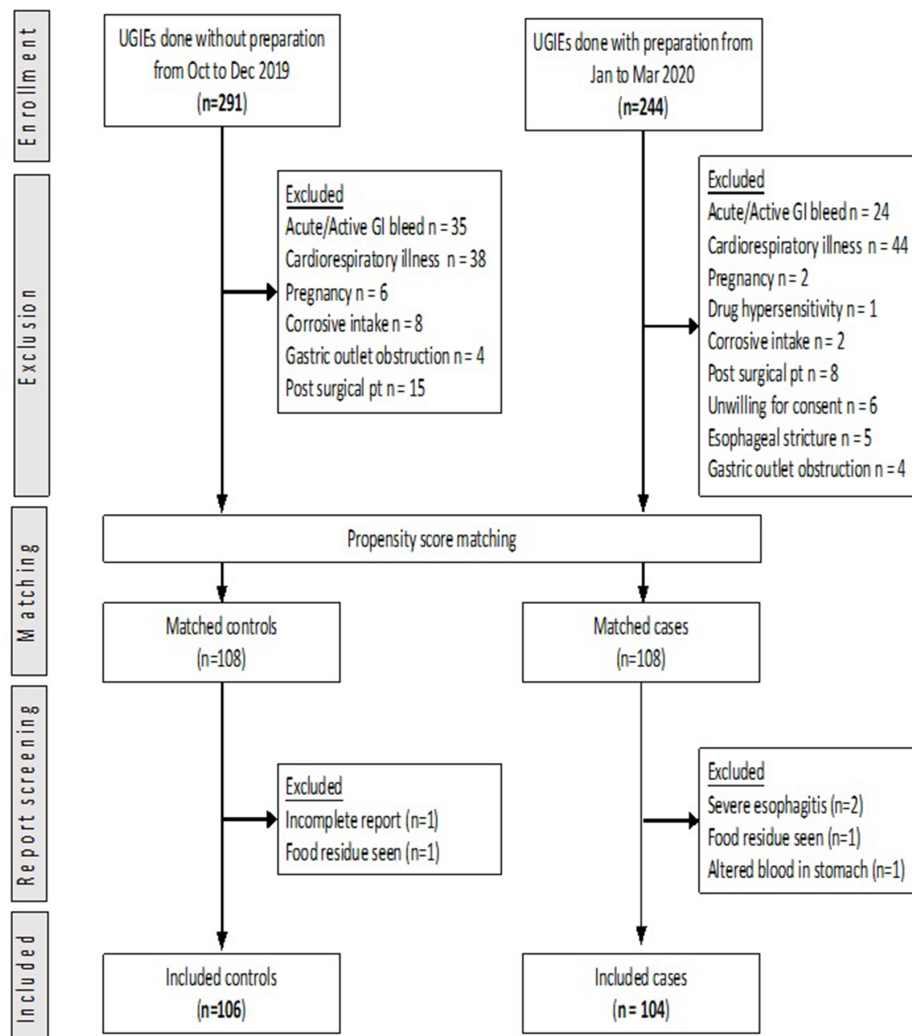 Enrollment
UGIEs done without preparation
from Oct to Dec 2019
(n=291)
UGIEs done with preparation from
Jan to Mar 2020
(n=244)
Exclusion
Excluded
Acute/Active GI bleed n = 35
Cardiorespiratory illness n = 38
Pregnancy n = 6
Corrosive intake n = 8
Gastric outlet obstruction n = 4
Post surgical pt n = 15
Excluded
Acute/Active GI bleed n = 24
Cardiorespiratory illness n = 44
Pregnancy n = 2
Drug hypersensitivity n = 1
Corrosive intake n = 2
Post surgical pt n = 8
Unwilling for consent n = 6
Esophageal stricture n = 5
Gastric outlet obstruction n = 4
Matching
Propensity score matching
Matched controls
(n=108)
Matched cases
(n=108)
Report screening
Excluded
Incomplete report (n=1)
Food residue seen (n=1)
Excluded
Severe esophagitis (n=2)
Food residue seen (n=1)
Altered blood in stomach (n=1)
Included
Included controls
(n=106)
Included cases
(n = 104)